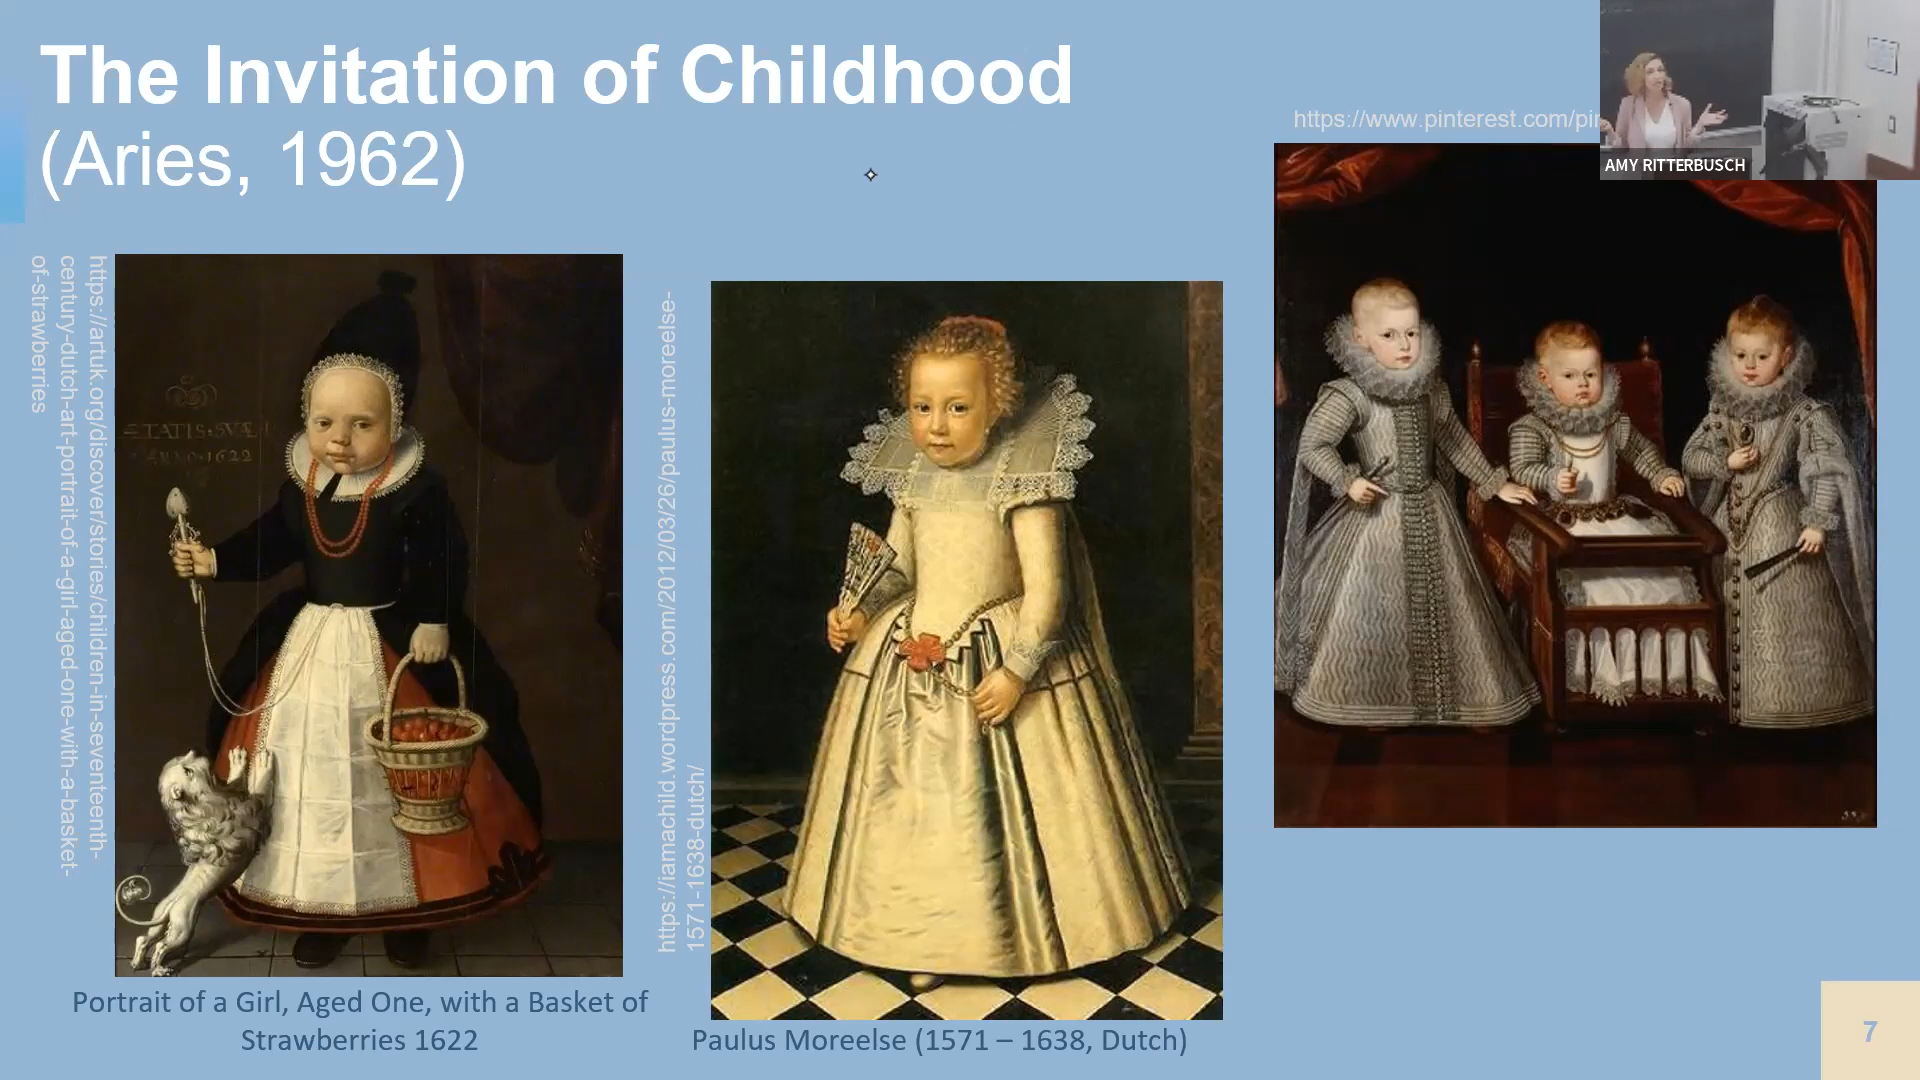 The Invitation of Childhood
(Aries, 1962)
https://www.pinterest.com/pi
AMY RITTERBUSCH
https://artuk.org/discover/stories/children-in-seventeenth-
century-dutch-art-portrait-of-a-girl-aged-one-with-a-basket-
of-strawberries
ÆTATIS·SVÆ 1
ANNO·1622
https://iamachild.wordpress.com/2012/03/26/paulus-moreelse-
1571-1638-dutch/
Portrait of a Girl, Aged One, with a Basket of
Strawberries 1622
Paulus Moreelse (1571 – 1638, Dutch)
7